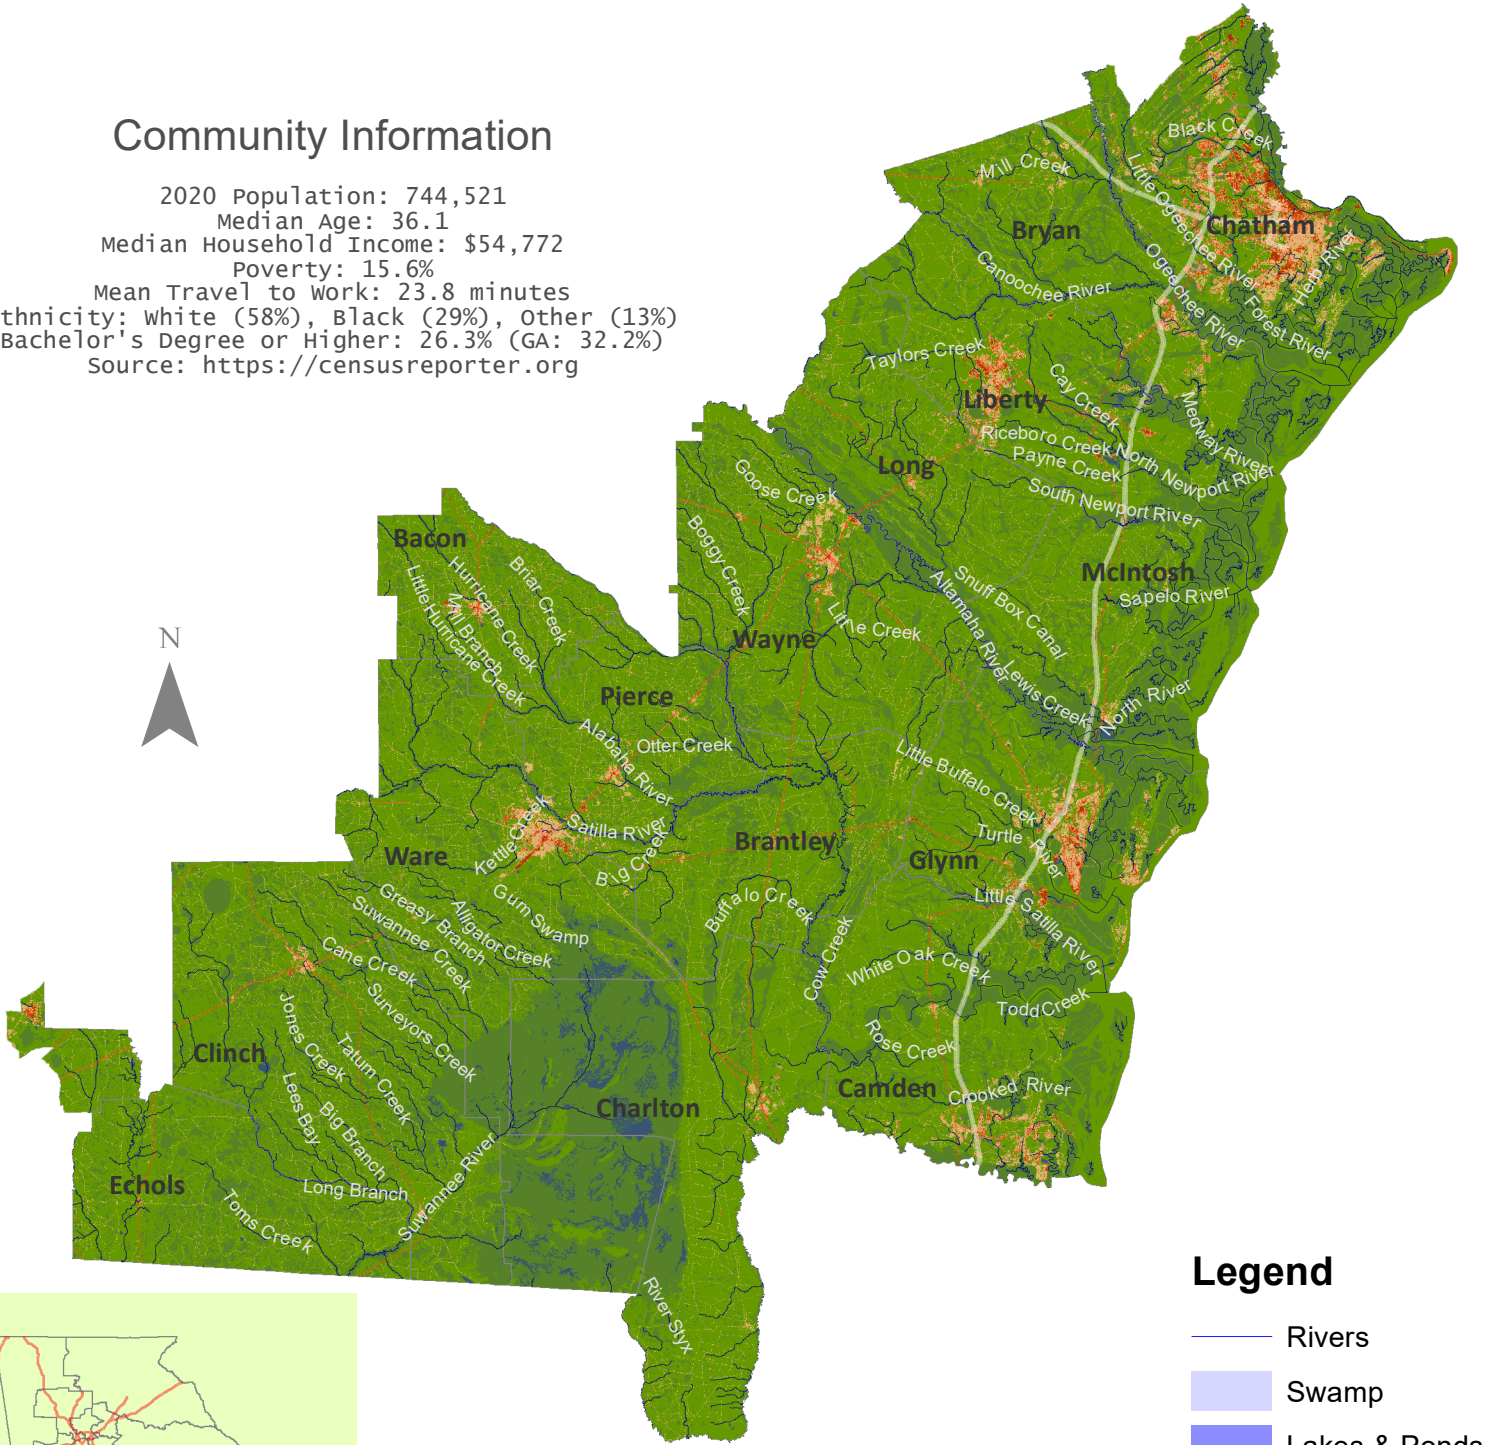 Community Information
2020 Population: 744,521
Median Age: 36.1
Median Household Income: $54,772
Poverty: 15.6%
Mean Travel to Work: 23.8 minutes
thnicity: White (58%), Black (29%), Other (13%)
Bachelor's Degree or Higher: 26.3% (GA: 32.2%)
Source: https://censusreporter.org
Black Creek
Mill Creek
Little Ogeechee River
Chatham
Bryan
Herb River
Canoochee River
Ogeechee River
Forest River
Taylors Creek
Cay Creek
Liberty
Medway River
Riceboro Creek
North Newport River
Payne Creek
Long
Goose Creek
South Newport River
Boggy Creek
Bacon
Hurricane Creek
Briar Creek
Little Hurricane Creek
Mill Branch
McIntosh
Snuff Box Canal
Altamaha River
Sapelo River
Little Creek
Wayne
N
Lewis Creek
North River
Pierce
Alabaha River
Otter Creek
Little Buffalo Creek
Satilla River
Kettle Creek
Turtle River
Brantley
Ware
Big Creek
Glynn
Gum Swamp
Buffalo Creek
Little Satilla River
Greasy Branch
Alligator Creek
Suwannee Creek
Cane Creek
Cow Creek
White Oak Creek
Surveyors Creek
Todd Creek
Jones Creek
Tatum Creek
Rose Creek
Clinch
Lees Bay
Big Branch
Charlton
Camden
Crooked River
Echols
Long Branch
Suwannee River
Toms Creek
River Styx
Legend
Rivers
Swamp
Lakes & Ponds